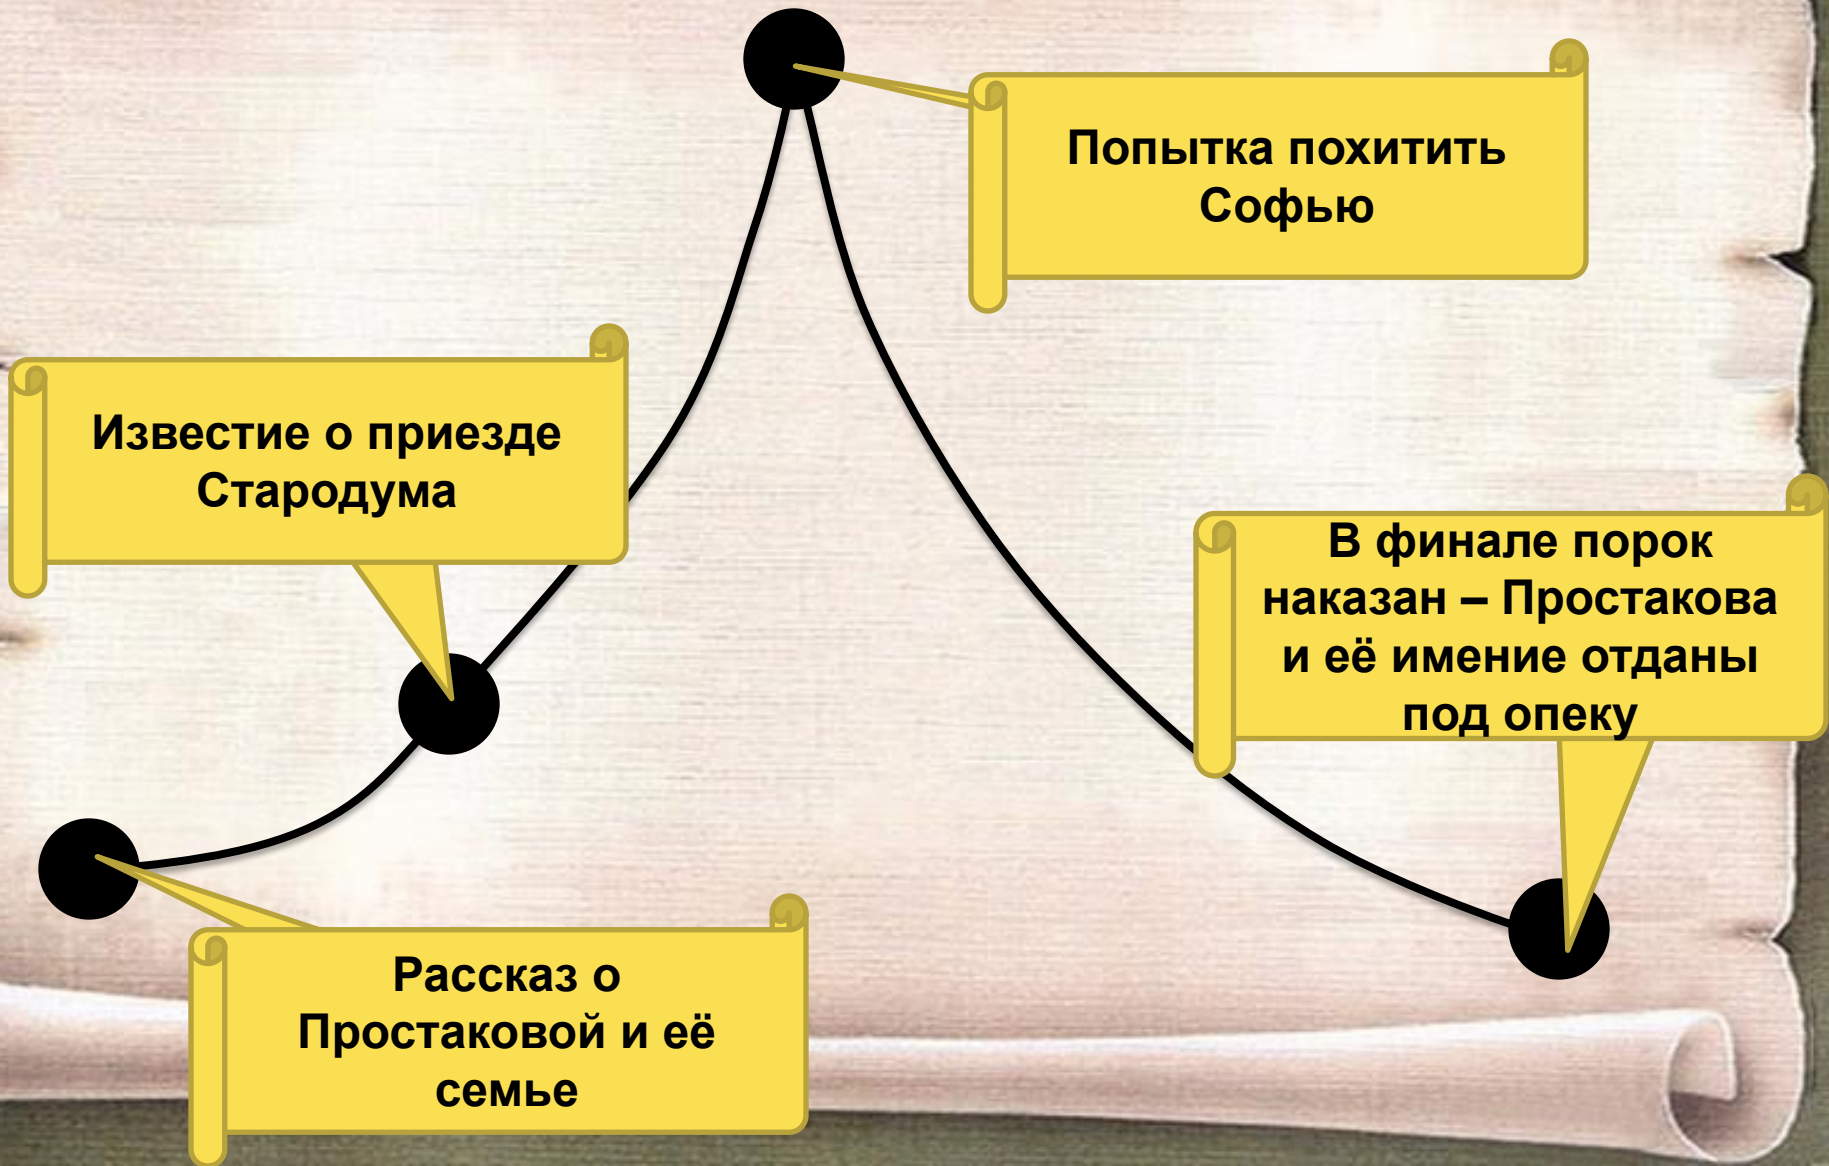 Попытка похитить
Софью
Известие о приезде
Стародума
В финале порок
наказан – Простакова
и её имение отданы
под опеку
Рассказ о
Простаковой и её
семье